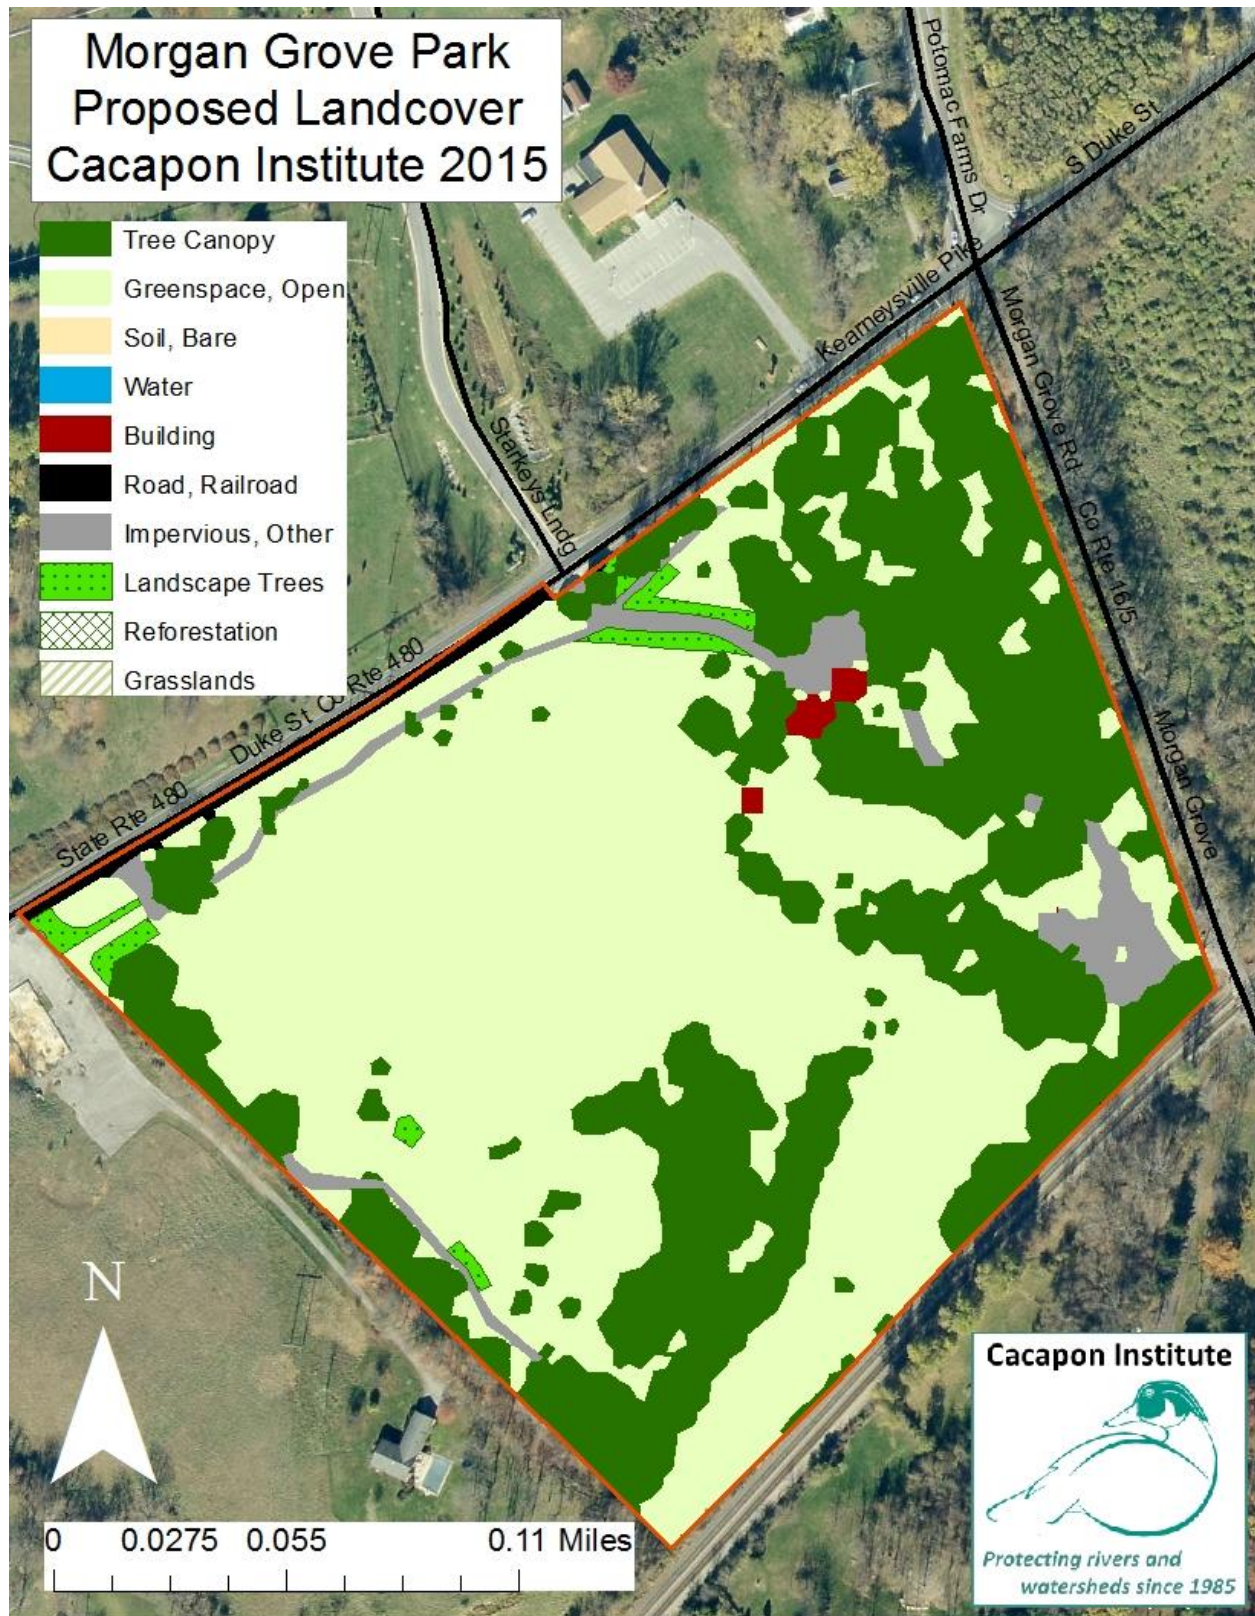 Morgan Grove Park
Proposed Landcover
Cacapon Institute 2015
Tree Canopy
Greenspace, Open
Soil, Bare
Water
Building
Road, Railroad
Impervious, Other
Landscape Trees
Reforestation
Grasslands
Potomac Farms Dr
S Duke St
Kearneysville Pike
Morgan Grove Rd
Co Rte 16/5
Morgan Grove
Starkeys Lndg
Duke St
Co Rte 480
State Rte 480
N
0 0.0275 0.055 0.11 Miles
Cacapon Institute
Protecting rivers and
watersheds since 1985